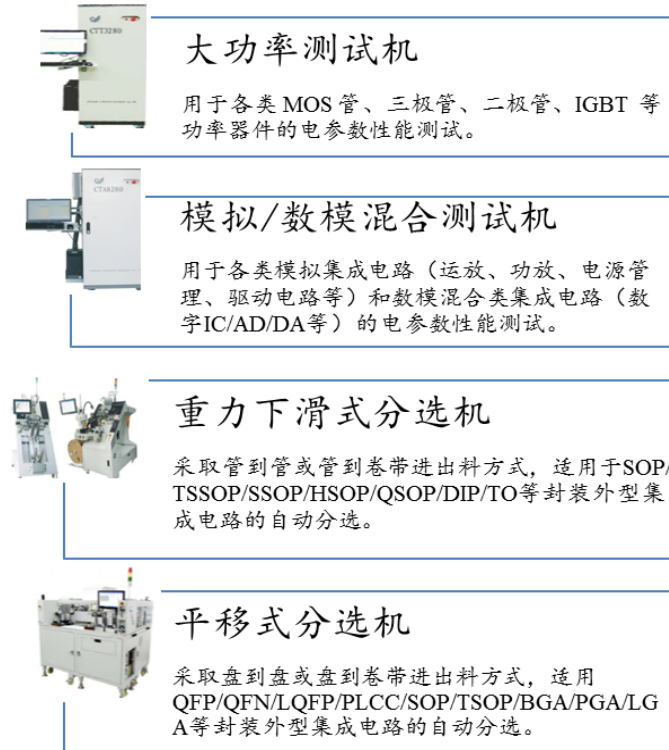 CTT3280
大功率测试机
用于各类 MOS 管、三极管、二极管、IGBT 等
功率器件的电参数性能测试。
CTA8280
模拟/数模混合测试机
用于各类模拟集成电路（运放、功放、电源管
理、驱动电路等）和数模混合类集成电路（数
字IC/AD/DA等）的电参数性能测试。
重力下滑式分选机
采取管到管或管到卷带进出料方式，适用于SOP/
TSSOP/SSOP/HSOP/QSOP/DIP/TO等封装外型集
成电路的自动分选。
平移式分选机
采取盘到盘或盘到卷带进出料方式，适用
QFP/QFN/LQFP/PLCC/SOP/TSOP/BGA/PGA/LG
A等封装外型集成电路的自动分选。